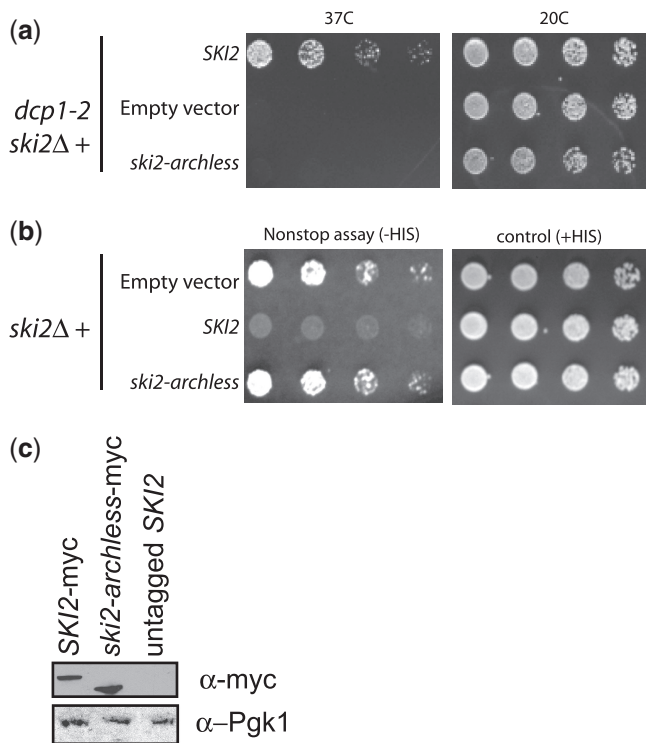 (a)
37C
20C
dcp1-2
ski2Δ +
SKI2
Empty vector
ski2-archless
(b)
Nonstop assay (-HIS)
control (+HIS)
ski2Δ +
Empty vector
SKI2
ski2-archless
(c)
SKI2-myc
ski2-archless-myc
untagged SKI2
α-myc
α–Pgk1